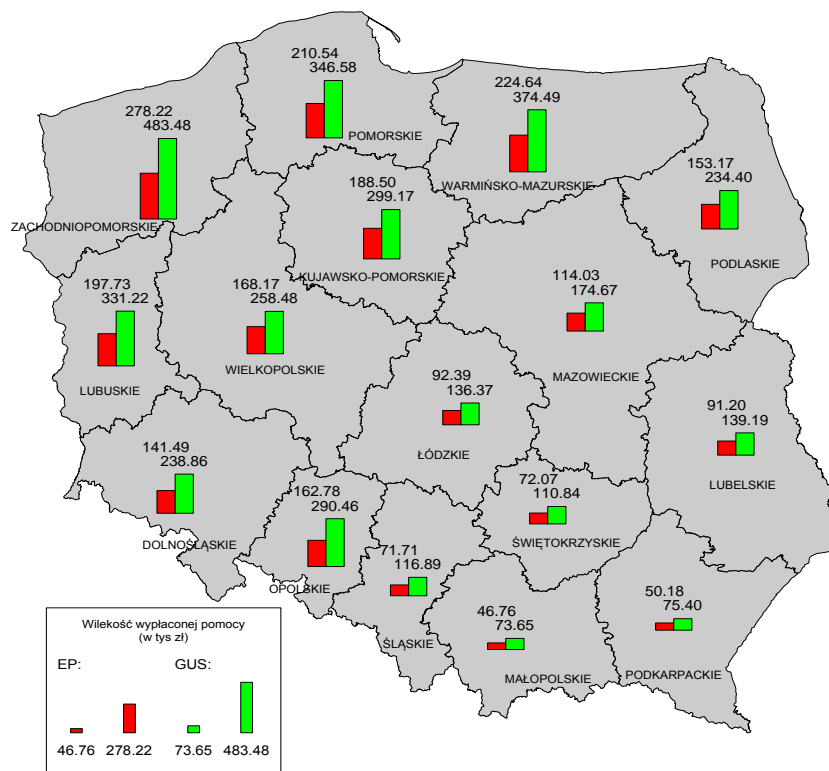 210.54
346.58
POMORSKIE
224.64
374.49
WARMIŃSKO-MAZURSKIE
278.22
483.48
ZACHODNIOPOMORSKIE
153.17
234.40
PODLASKIE
188.50
299.17
KUJAWSKO-POMORSKIE
197.73
331.22
LUBUSKIE
168.17
258.48
WIELKOPOLSKIE
114.03
174.67
MAZOWIECKIE
92.39
136.37
ŁÓDZKIE
91.20
139.19
LUBELSKIE
141.49
238.86
DOLNOŚLĄSKIE
162.78
290.46
OPOLSKIE
72.07
110.84
ŚWIĘTOKRZYSKIE
71.71
116.89
ŚLĄSKIE
46.76
73.65
MAŁOPOLSKIE
50.18
75.40
PODKARPACKIE
Wilekość wypłaconej pomocy
(w tys zł)
EP: GUS:
46.76 278.22 73.65 483.48